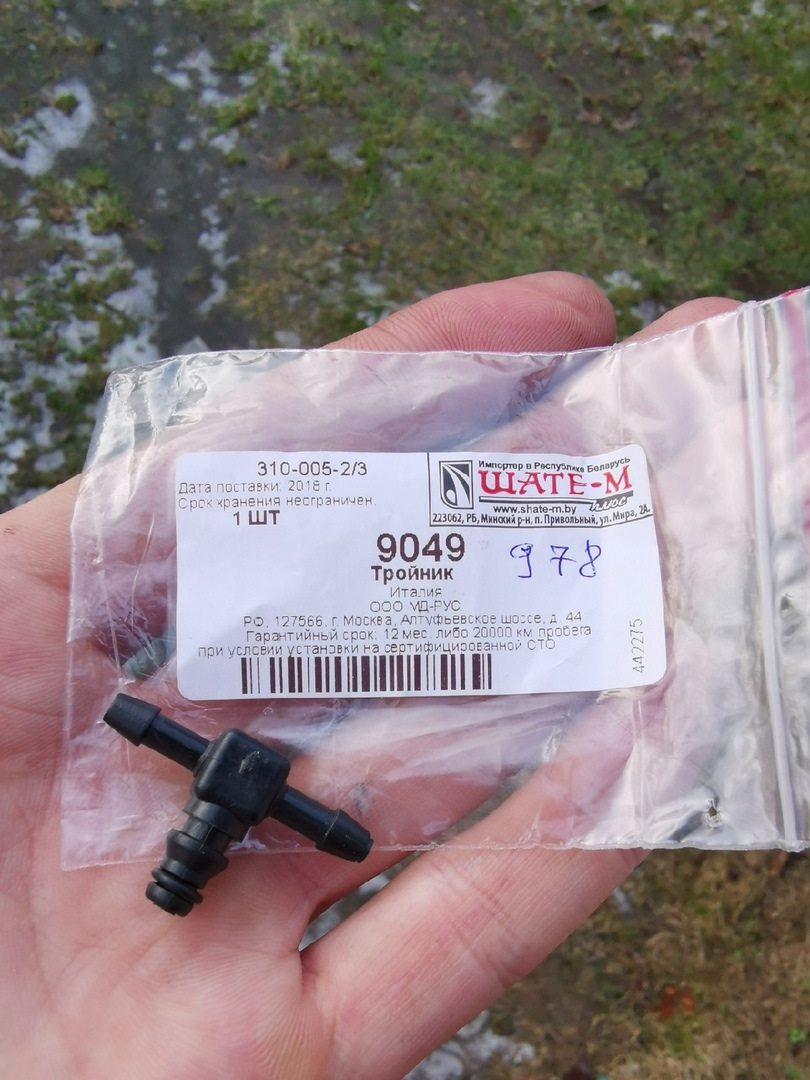 310-005-2/3
Дата поставки: 2018 г.
Срок хранения неограничен.
1 ШТ
Импортер в Республике Беларусь
ШАТЕ-М
плюс
www.shate-m.by
223062, РБ, Минский р-н, п. Привольный, ул. Мира, 2А.
9049
978
Тройник
Италия
ООО МД-РУС
РФ, 127566, г. Москва, Алтуфьевское шоссе, д. 44
Гарантийный срок: 12 мес. либо 20000 км пробега
при условии установки на сертифицированной СТО
442275